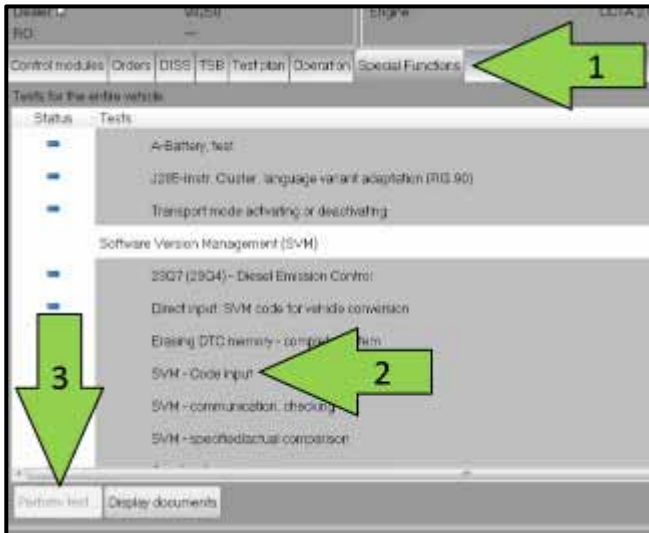 RO:
Engine
Control modules Orders DISS TSB Test plan Operation Special Functions
1
Tests for the entire vehicle
Status Tests
A-Battery, test
J285-Instr. Cluster, language variant adaptation
Transport mode activating or deactivating
Software Version Management (SVM)
23Q7 (23Q4) - Diesel Emission Control
Direct input: SVM code for vehicle conversion
Erasing DTC memory -
SVM - Code input
2
3
SVM - communication, checking
SVM - specified/actual comparison
Perform test
Display documents